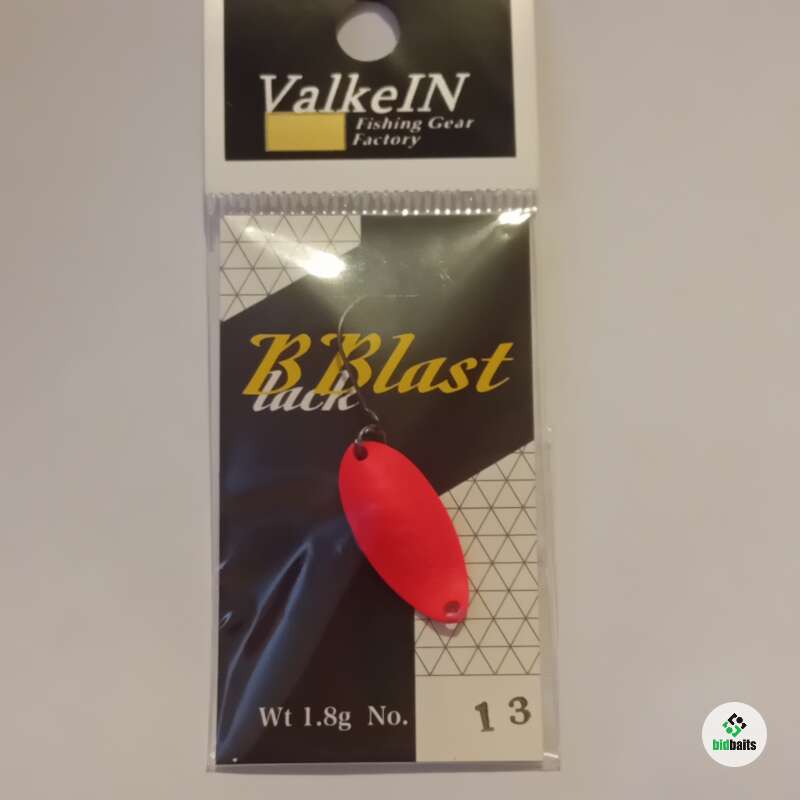 ValkeIN
Fishing Gear
Factory
BBlast
lack
Wt 1.8g No. 13
bidbaits